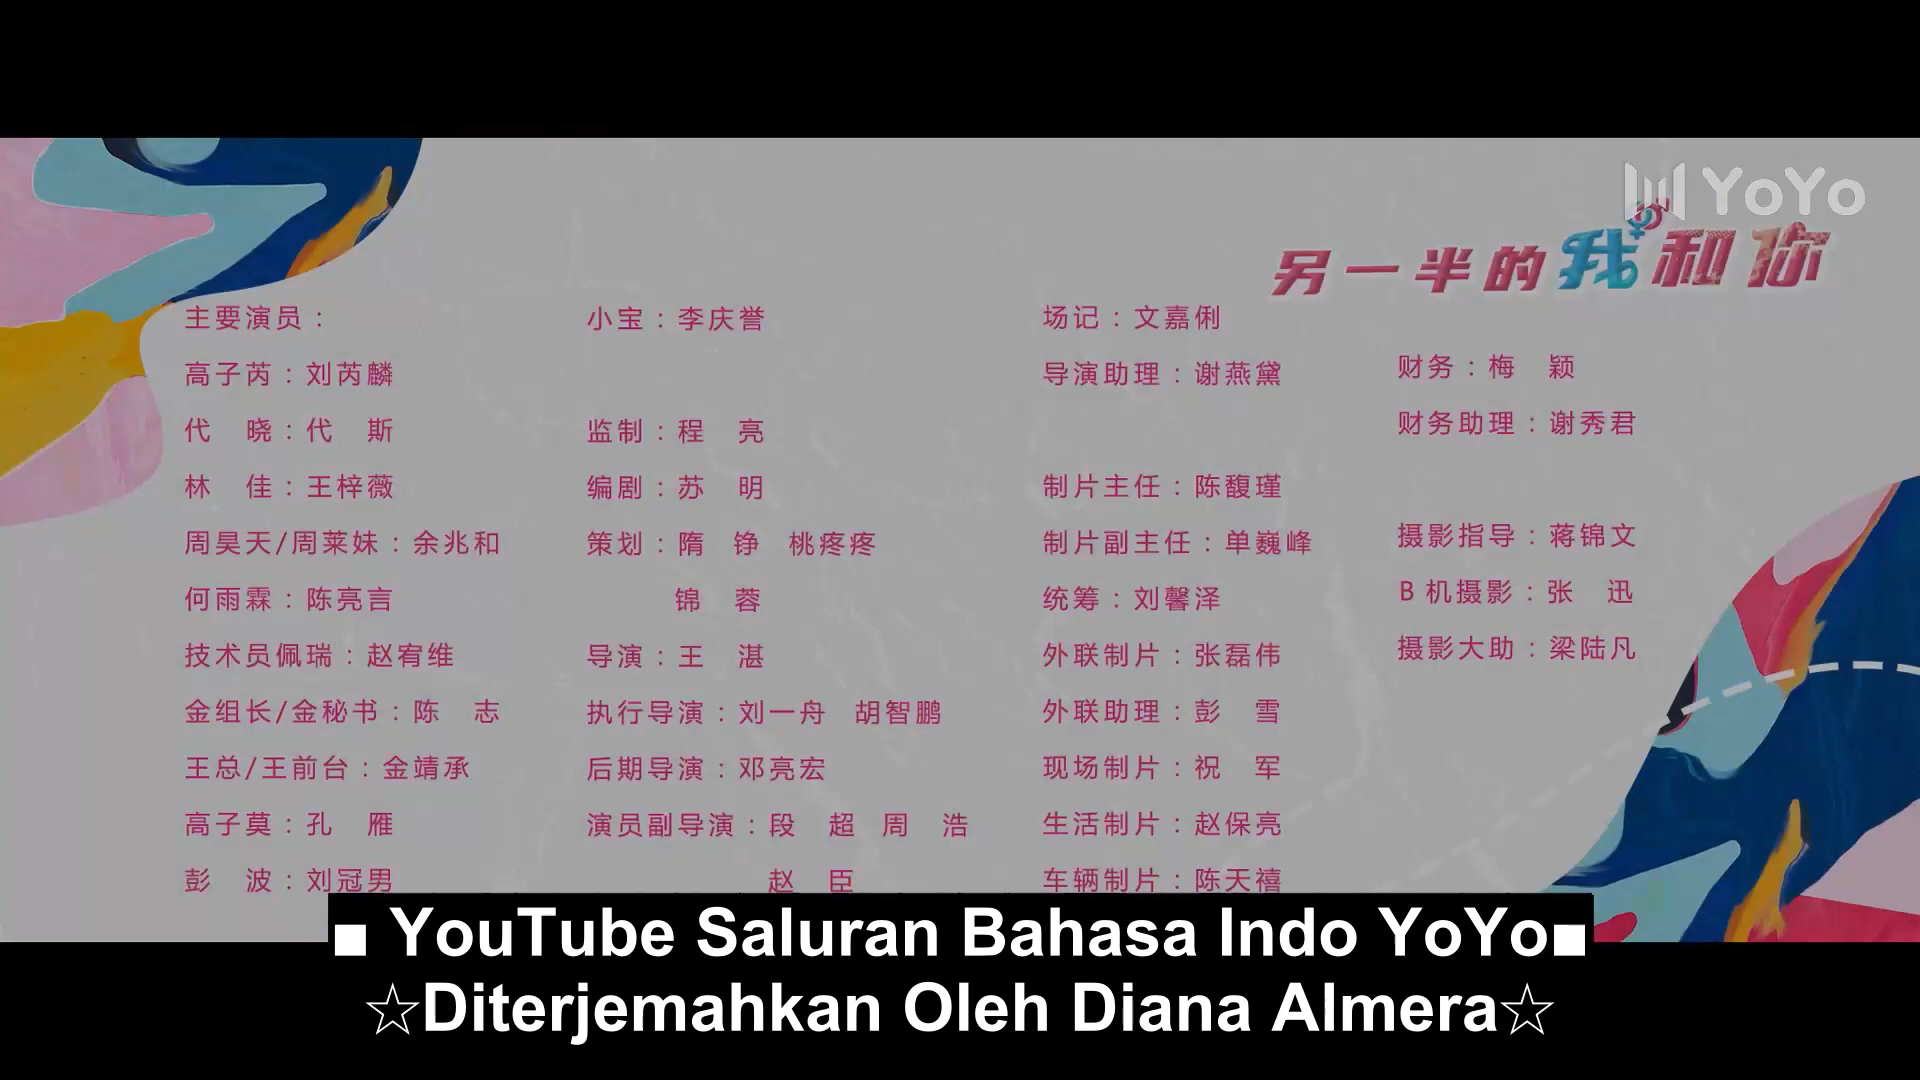 YoYo
另一半的我和你
主要演员：
高子芮：刘芮麟
代　晓：代　斯
林　佳：王梓薇
周昊天/周莱妹：余兆和
何雨霖：陈亮言
技术员佩瑞：赵宥维
金组长/金秘书：陈　志
王总/王前台：金靖承
高子莫：孔　雁
彭　波：刘冠男
小宝：李庆誉
监制：程　亮
编剧：苏　明
策划：隋　铮　桃疼疼
锦　蓉
导演：王　湛
执行导演：刘一舟　胡智鹏
后期导演：邓亮宏
演员副导演：段　超　周　浩
赵　臣
场记：文嘉俐
导演助理：谢燕黛
制片主任：陈馥瑾
制片副主任：单巍峰
统筹：刘馨泽
外联制片：张磊伟
外联助理：彭　雪
现场制片：祝　军
生活制片：赵保亮
车辆制片：陈天禧
财务：梅　颖
财务助理：谢秀君
摄影指导：蒋锦文
B 机摄影：张　迅
摄影大助：梁陆凡
■ YouTube Saluran Bahasa Indo YoYo■
☆Diterjemahkan Oleh Diana Almera☆